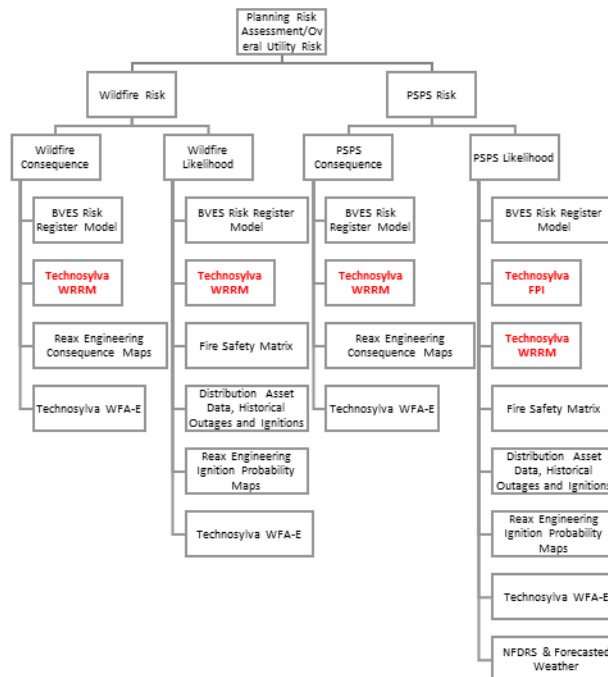 Planning Risk
Assessment/Ov
eral Utility Risk
Wildfire Risk
PSPS Risk
Wildfire
Consequence
Wildfire
Likelihood
PSPS
Consequence
PSPS Likelihood
BVES Risk
Register Model
Technosylva
WRRM
Reax Engineering
Consequence Maps
Technosylva WFA-E
BVES Risk Register
Model
Technosylva
WRRM
Fire Safety Matrix
Distribution Asset
Data, Historical
Outages and Ignitions
Reax Engineering
Ignition Probability
Maps
Technosylva WFA-E
BVES Risk
Register Model
Technosylva
WRRM
Reax Engineering
Consequence Maps
Technosylva WFA-E
BVES Risk Register
Model
Technosylva
FPI
Technosylva
WRRM
Fire Safety Matrix
Distribution Asset
Data, Historical
Outages and Ignitions
Reax Engineering
Ignition Probability
Maps
Technosylva WFA-E
NFDRS & Forecasted
Weather